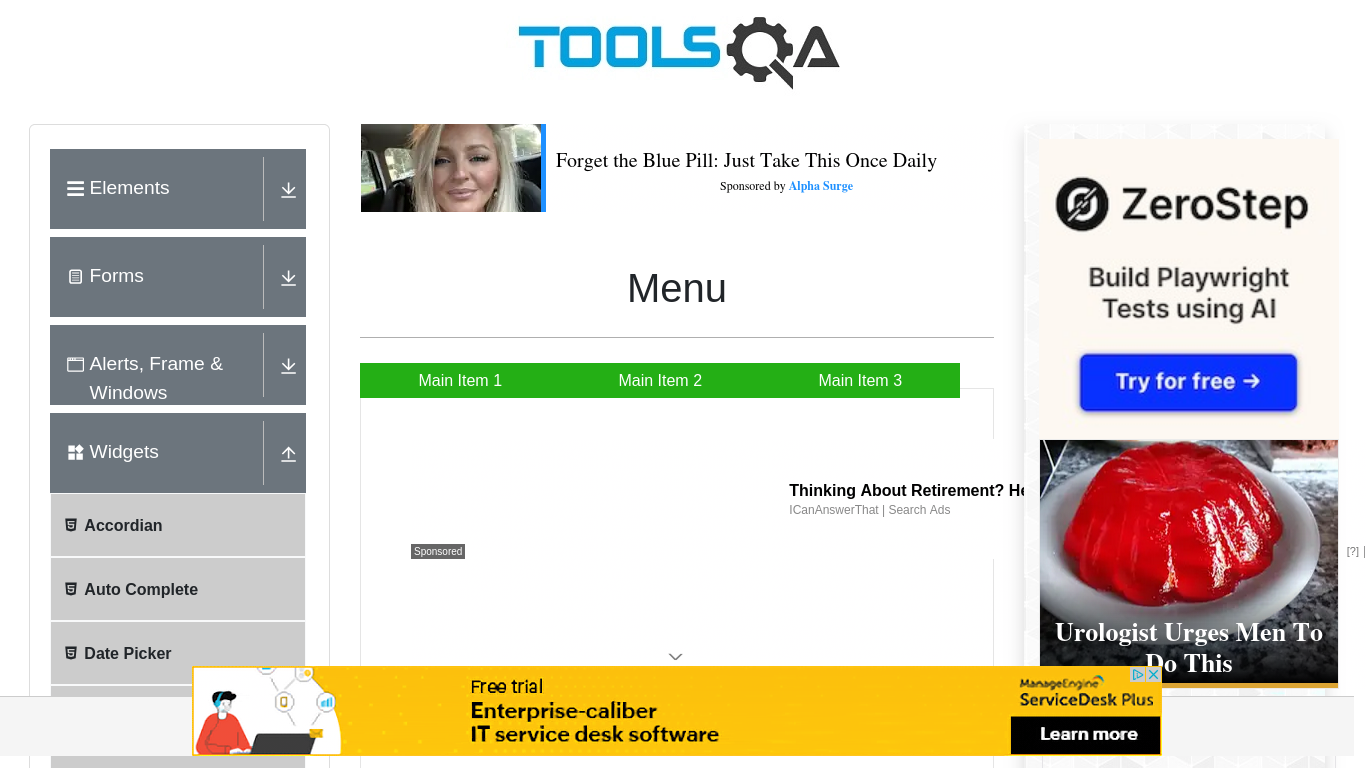 TOOLSQA
Elements
Forms
Alerts, Frame &
Windows
Widgets
Accordian
Auto Complete
Date Picker
Forget the Blue Pill: Just Take This Once Daily
Sponsored by Alpha Surge
Menu
Main Item 1
Main Item 2
Main Item 3
Thinking About Retirement? He
ICanAnswerThat | Search Ads
Sponsored
[?]
ZeroStep
Build Playwright
Tests using AI
Try for free →
Urologist Urges Men To
Do This
Free trial
Enterprise-caliber
IT service desk software
ManageEngine
ServiceDesk Plus
Learn more